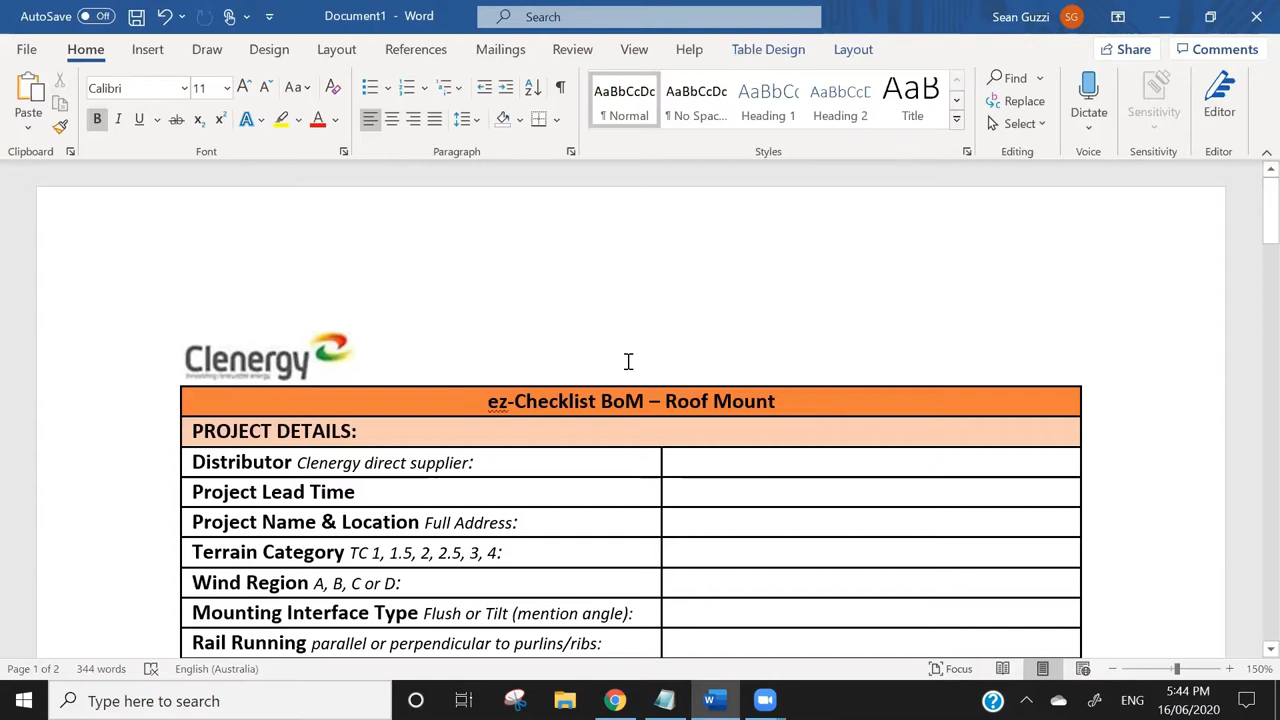 AutoSave Off Document1 - Word Search Sean Guzzi SG
File Home Insert Draw Design Layout References Mailings Review View Help Table Design Layout Share Comments
Paste Calibri 11 Aa AaBbCcDc AaBbCcDc AaBbCc AaBbCcD AaB Find Dictate Sensitivity Editor
B I U ab x₂ x² A A ¶ Normal ¶ No Spac... Heading 1 Heading 2 Title Replace
Select
Clipboard Font Paragraph Styles Editing Voice Sensitivity Editor
Clenergy
ez-Checklist BoM – Roof Mount
PROJECT DETAILS:
Distributor Clenergy direct supplier:
Project Lead Time
Project Name & Location Full Address:
Terrain Category TC 1, 1.5, 2, 2.5, 3, 4:
Wind Region A, B, C or D:
Mounting Interface Type Flush or Tilt (mention angle):
Rail Running parallel or perpendicular to purlins/ribs:
Page 1 of 2 344 words English (Australia) Focus 150%
Type here to search ENG 5:44 PM
16/06/2020